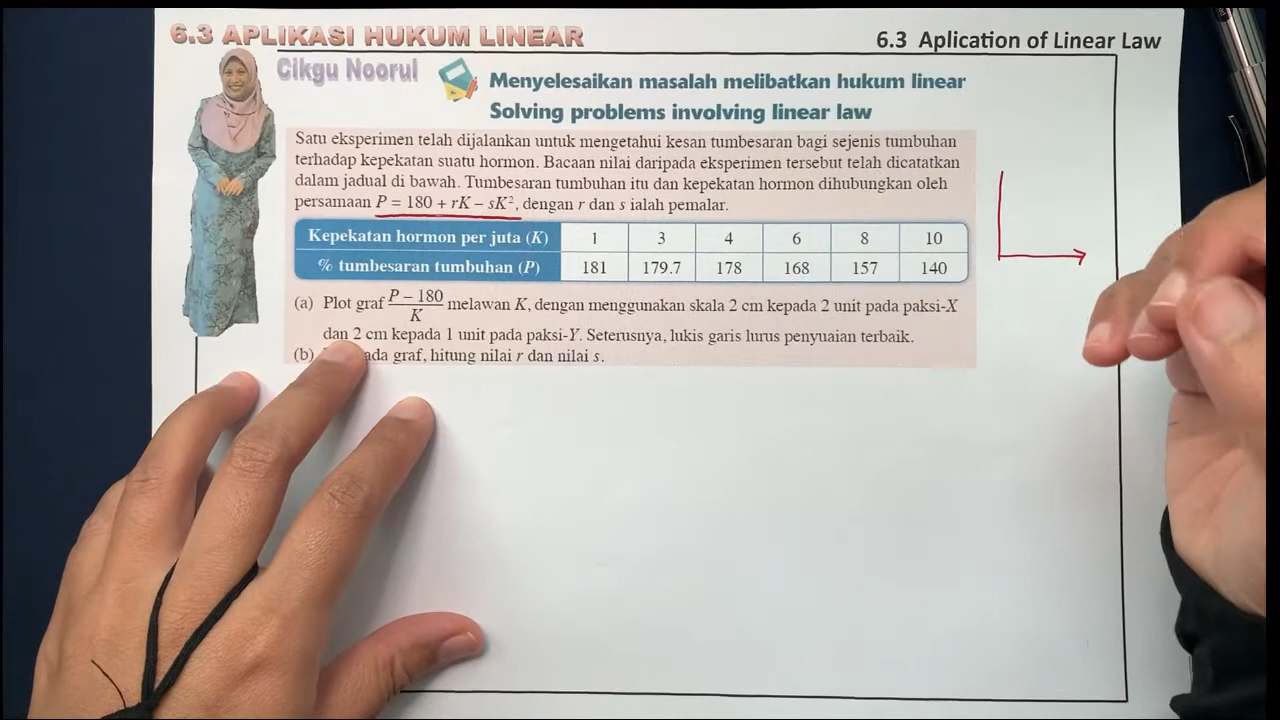 6.3 APLIKASI HUKUM LINEAR
6.3 Aplication of Linear Law
Cikgu Noorul
Menyelesaikan masalah melibatkan hukum linear
Solving problems involving linear law
Satu eksperimen telah dijalankan untuk mengetahui kesan tumbesaran bagi sejenis tumbuhan
terhadap kepekatan suatu hormon. Bacaan nilai daripada eksperimen tersebut telah dicatatkan
dalam jadual di bawah. Tumbesaran tumbuhan itu dan kepekatan hormon dihubungkan oleh
persamaan P = 180 + rK – sK², dengan r dan s ialah pemalar.
Kepekatan hormon per juta (K) 1 3 4 6 8 10
% tumbesaran tumbuhan (P) 181 179.7 178 168 157 140
(a) Plot graf (P – 180)/K melawan K, dengan menggunakan skala 2 cm kepada 2 unit pada paksi-X
dan 2 cm kepada 1 unit pada paksi-Y. Seterusnya, lukis garis lurus penyuaian terbaik.
(b) graf, hitung nilai r dan nilai s.